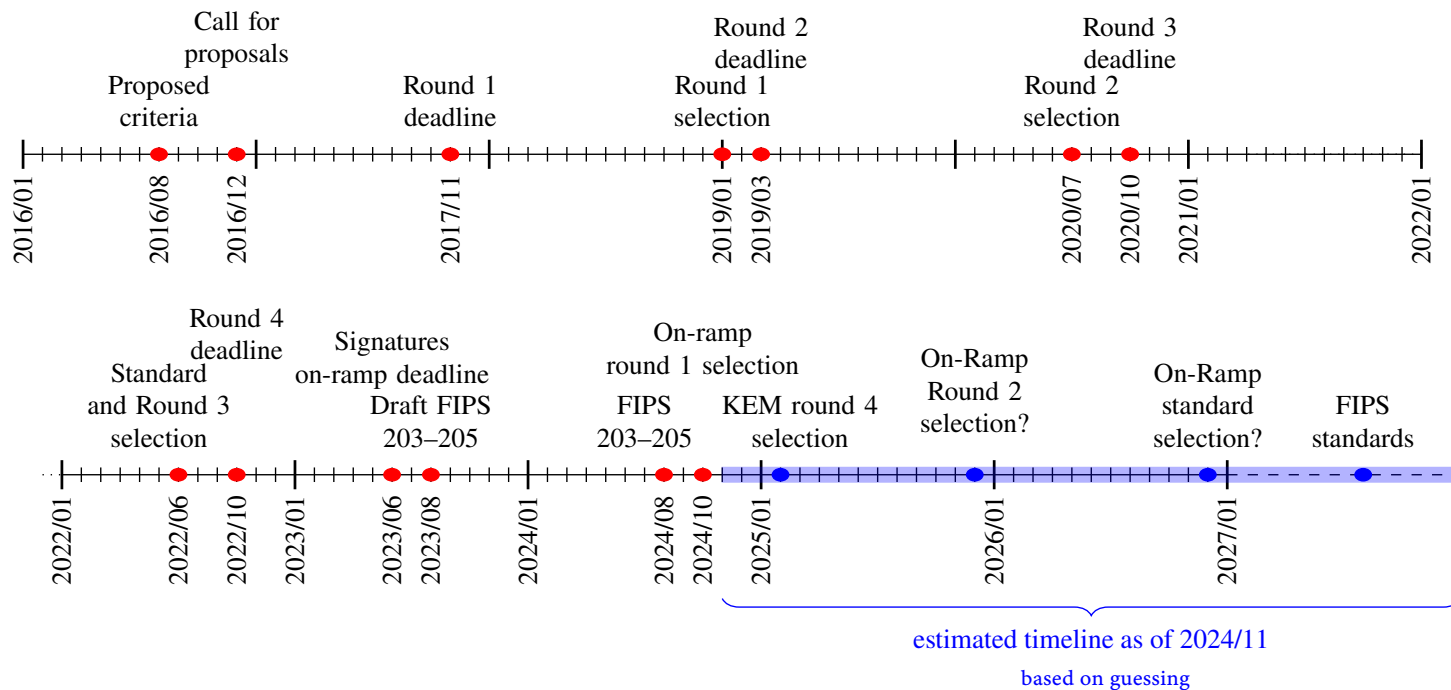 Call for
proposals
Proposed
criteria
Round 1
deadline
Round 2
deadline
Round 1
selection
Round 3
deadline
Round 2
selection
2016/01
2016/08
2016/12
2017/11
2019/01
2019/03
2020/07
2020/10
2021/01
2022/01
Round 4
deadline
Standard
and Round 3
selection
Signatures
on-ramp deadline
Draft FIPS
203–205
On-ramp
round 1 selection
FIPS
203–205
KEM round 4
selection
On-Ramp
Round 2
selection?
On-Ramp
standard
selection?
FIPS
standards
2022/01
2022/06
2022/10
2023/01
2023/06
2023/08
2024/01
2024/08
2024/10
2025/01
2026/01
2027/01
estimated timeline as of 2024/11
based on guessing